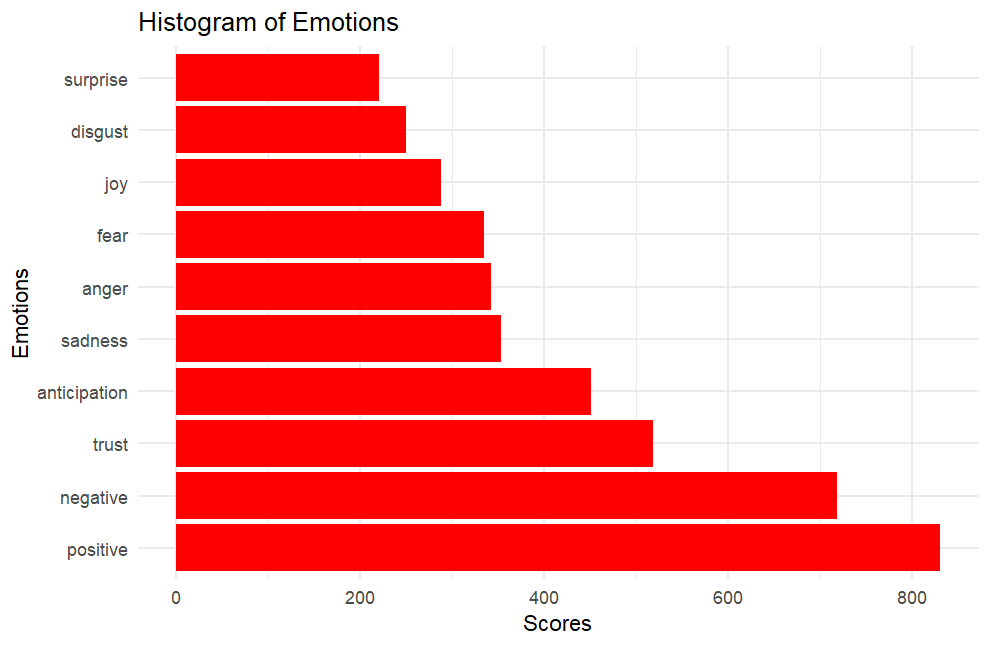 Histogram of Emotions
surprise
disgust
joy
fear
anger
sadness
anticipation
trust
negative
positive
Emotions
0 200 400 600 800
Scores